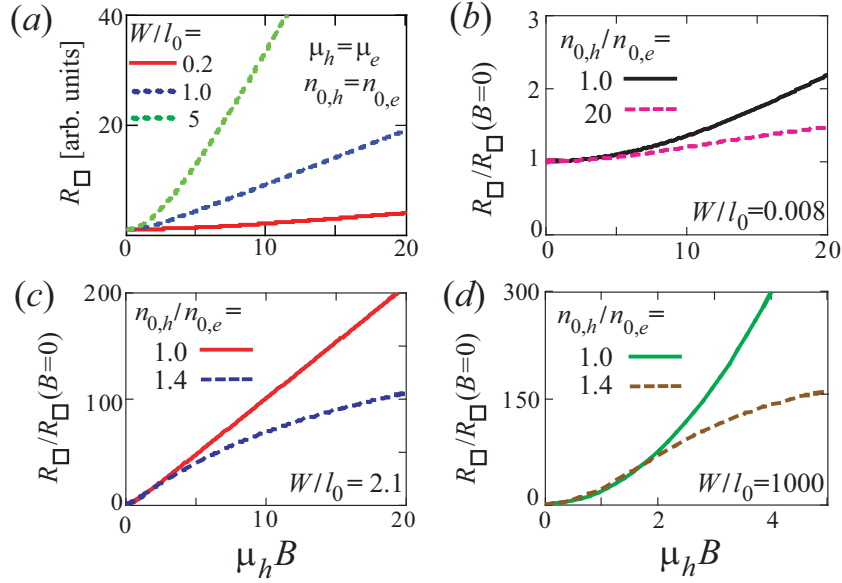 (a)
W/l₀=
0.2
1.0
5
μₕ=μₑ
n₀,ₕ=n₀,ₑ
R□ [arb. units]
40
20
0 10 20
(b)
n₀,ₕ/n₀,ₑ=
1.0
20
W/l₀=0.008
R□/R□(B=0)
3
2
1
0
0 5 10 15 20
(c)
n₀,ₕ/n₀,ₑ=
1.0
1.4
W/l₀=2.1
R□/R□(B=0)
200
100
0
0 10 20
μₕB
(d)
n₀,ₕ/n₀,ₑ=
1.0
1.4
W/l₀=1000
R□/R□(B=0)
300
150
0
0 2 4
μₕB